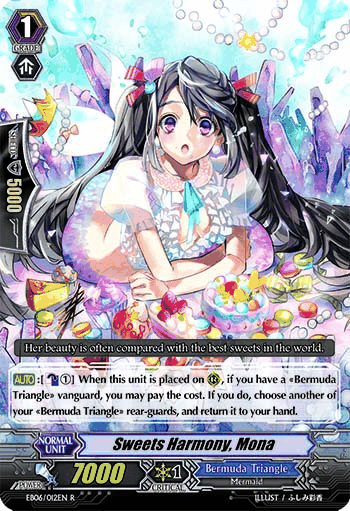 1
GRADE
SHIELD
5000
Her beauty is often compared with the best sweets in the world.
AUTO :[ ①] When this unit is placed on , if you have a «Bermuda
Triangle» vanguard, you may pay the cost. If you do, choose another
of your «Bermuda Triangle» rear-guards, and return it to your hand.
NORMAL
UNIT
Sweets Harmony, Mona
POWER 7000
1
CRITICAL
Bermuda Triangle
Mermaid
EB06/012EN R
ILLUST / ふしみ彩香